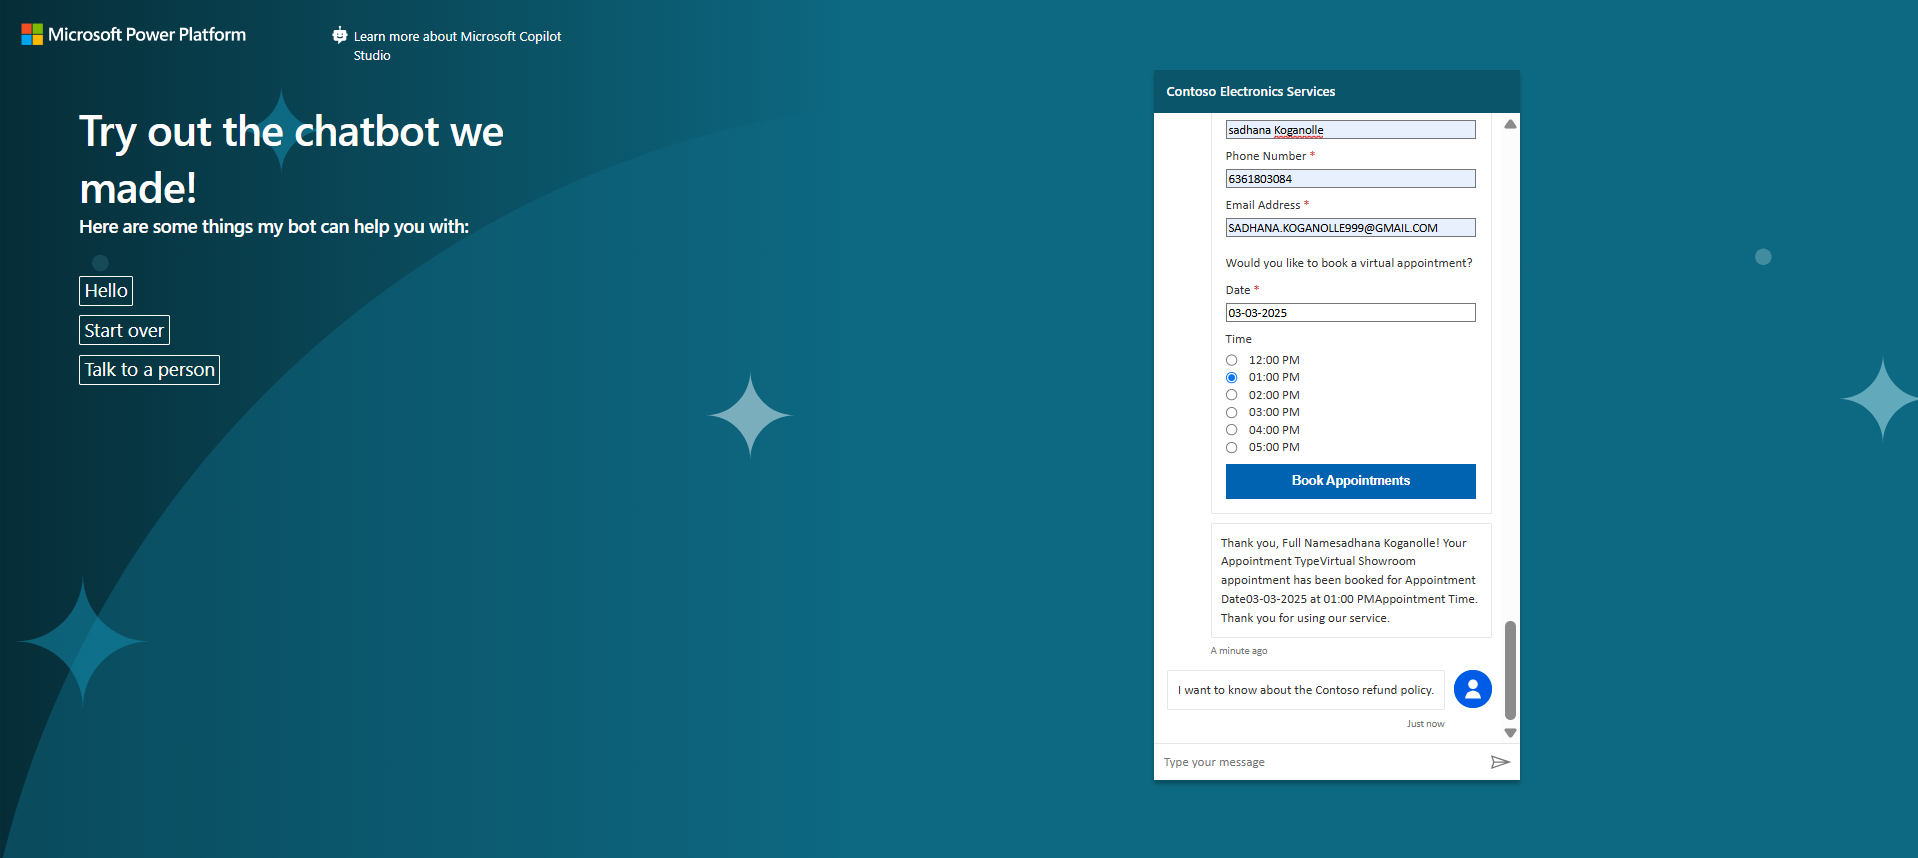 Microsoft Power Platform
Learn more about Microsoft Copilot
Studio
Try out the chatbot we
made!
Here are some things my bot can help you with:
Hello
Start over
Talk to a person
Contoso Electronics Services
sadhana Koganolle
Phone Number *
6361803084
Email Address *
SADHANA.KOGANOLLE999@GMAIL.COM
Would you like to book a virtual appointment?
Date *
03-03-2025
Time
12:00 PM
01:00 PM
02:00 PM
03:00 PM
04:00 PM
05:00 PM
Book Appointments
Thank you, Full Namesadhana Koganolle! Your
Appointment TypeVirtual Showroom
appointment has been booked for Appointment
Date03-03-2025 at 01:00 PMAppointment Time.
Thank you for using our service.
A minute ago
I want to know about the Contoso refund policy.
Just now
Type your message